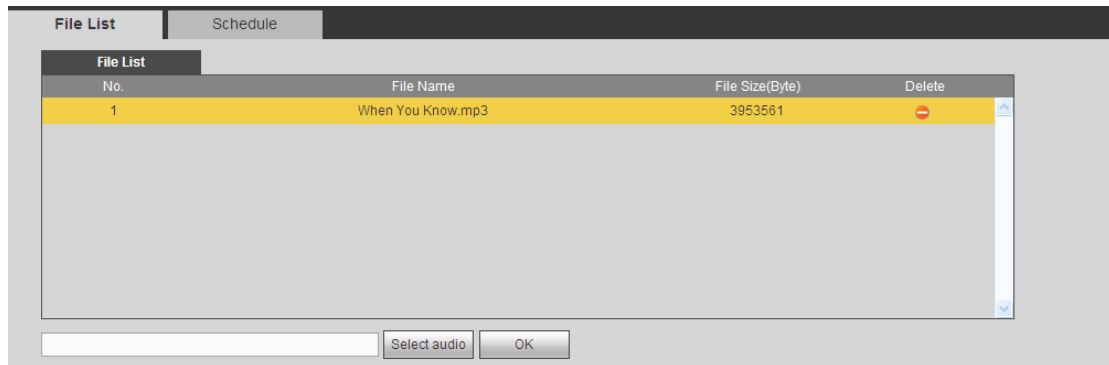 File List Schedule
File List
No. File Name File Size(Byte) Delete
1 When You Know.mp3 3953561
Select audio OK